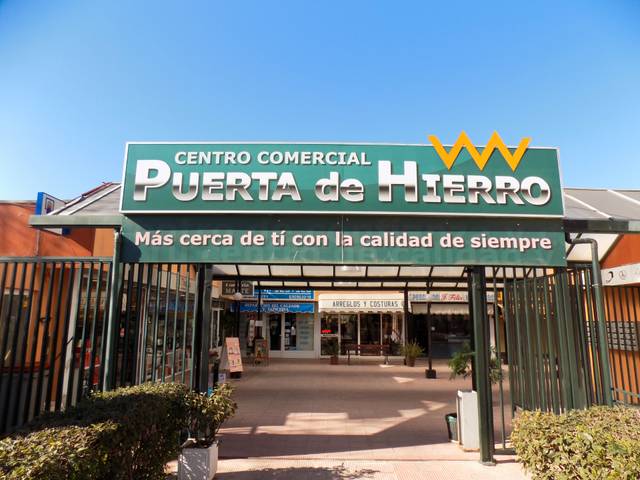 CENTRO COMERCIAL
PUERTA de HIERRO
Más cerca de tí con la calidad de siempre
ARREGLOS Y COSTURAS